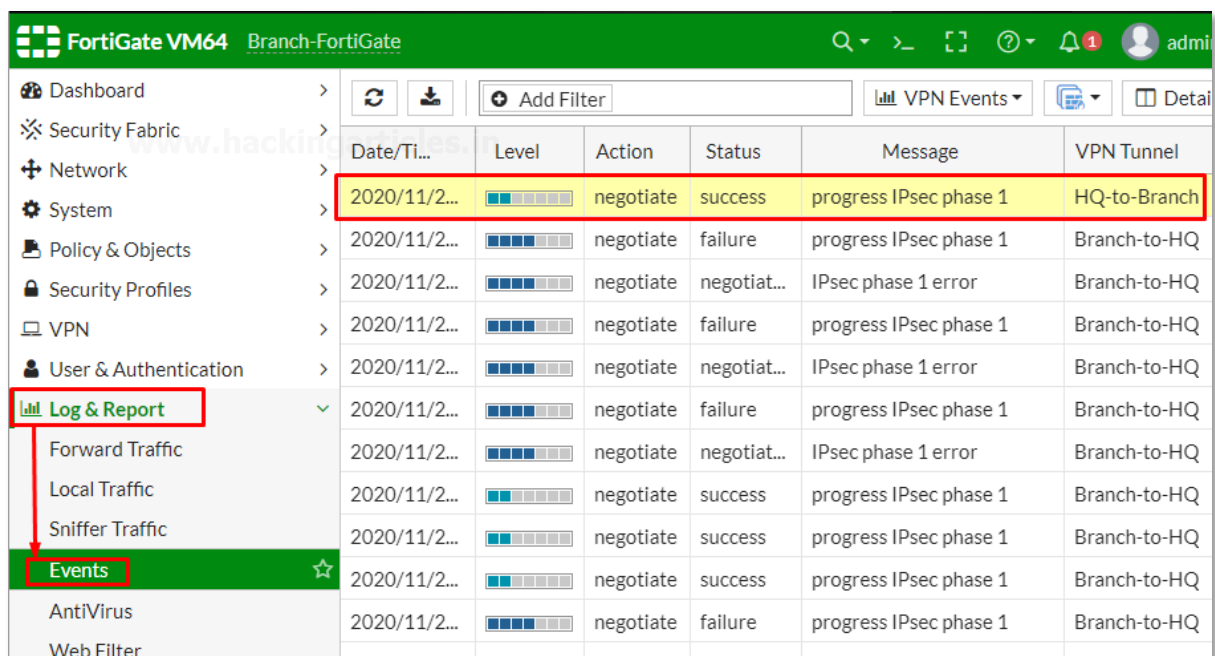 FortiGate VM64 Branch-FortiGate
1 admi
Dashboard
Security Fabric
Network
System
Policy & Objects
Security Profiles
VPN
User & Authentication
Log & Report
Forward Traffic
Local Traffic
Sniffer Traffic
Events
AntiVirus
Web Filter
www.hackingarticles.in
Add Filter VPN Events Detai
Date/Ti... Level Action Status Message VPN Tunnel
2020/11/2... negotiate success progress IPsec phase 1 HQ-to-Branch
2020/11/2... negotiate failure progress IPsec phase 1 Branch-to-HQ
2020/11/2... negotiate negotiat... IPsec phase 1 error Branch-to-HQ
2020/11/2... negotiate failure progress IPsec phase 1 Branch-to-HQ
2020/11/2... negotiate negotiat... IPsec phase 1 error Branch-to-HQ
2020/11/2... negotiate failure progress IPsec phase 1 Branch-to-HQ
2020/11/2... negotiate negotiat... IPsec phase 1 error Branch-to-HQ
2020/11/2... negotiate success progress IPsec phase 1 Branch-to-HQ
2020/11/2... negotiate success progress IPsec phase 1 Branch-to-HQ
2020/11/2... negotiate success progress IPsec phase 1 Branch-to-HQ
2020/11/2... negotiate failure progress IPsec phase 1 Branch-to-HQ